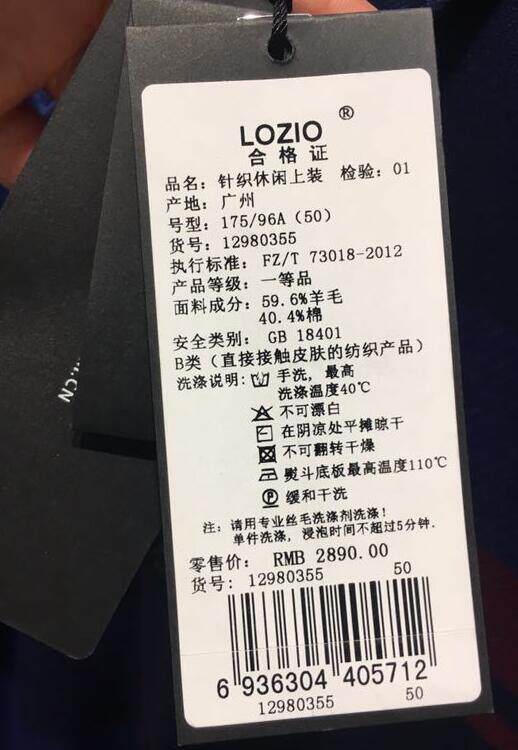 LOZIO ®
合格证
品名: 针织休闲上装 检验: 01
产地: 广州
号型: 175/96A (50)
货号: 12980355
执行标准: FZ/T 73018-2012
产品等级: 一等品
面料成分: 59.6%羊毛
40.4%棉
安全类别: GB 18401
B类 (直接接触皮肤的纺织产品)
洗涤说明: 手洗, 最高
洗涤温度40℃
不可漂白
在阴凉处平摊晾干
不可翻转干燥
熨斗底板最高温度110℃
P 缓和干洗
注: 请用专业丝毛洗涤剂洗涤!
单件洗涤, 浸泡时间不超过5分钟.
零售价: RMB 2890.00
货号: 12980355 50
6 936304 405712
12980355 50
.CN